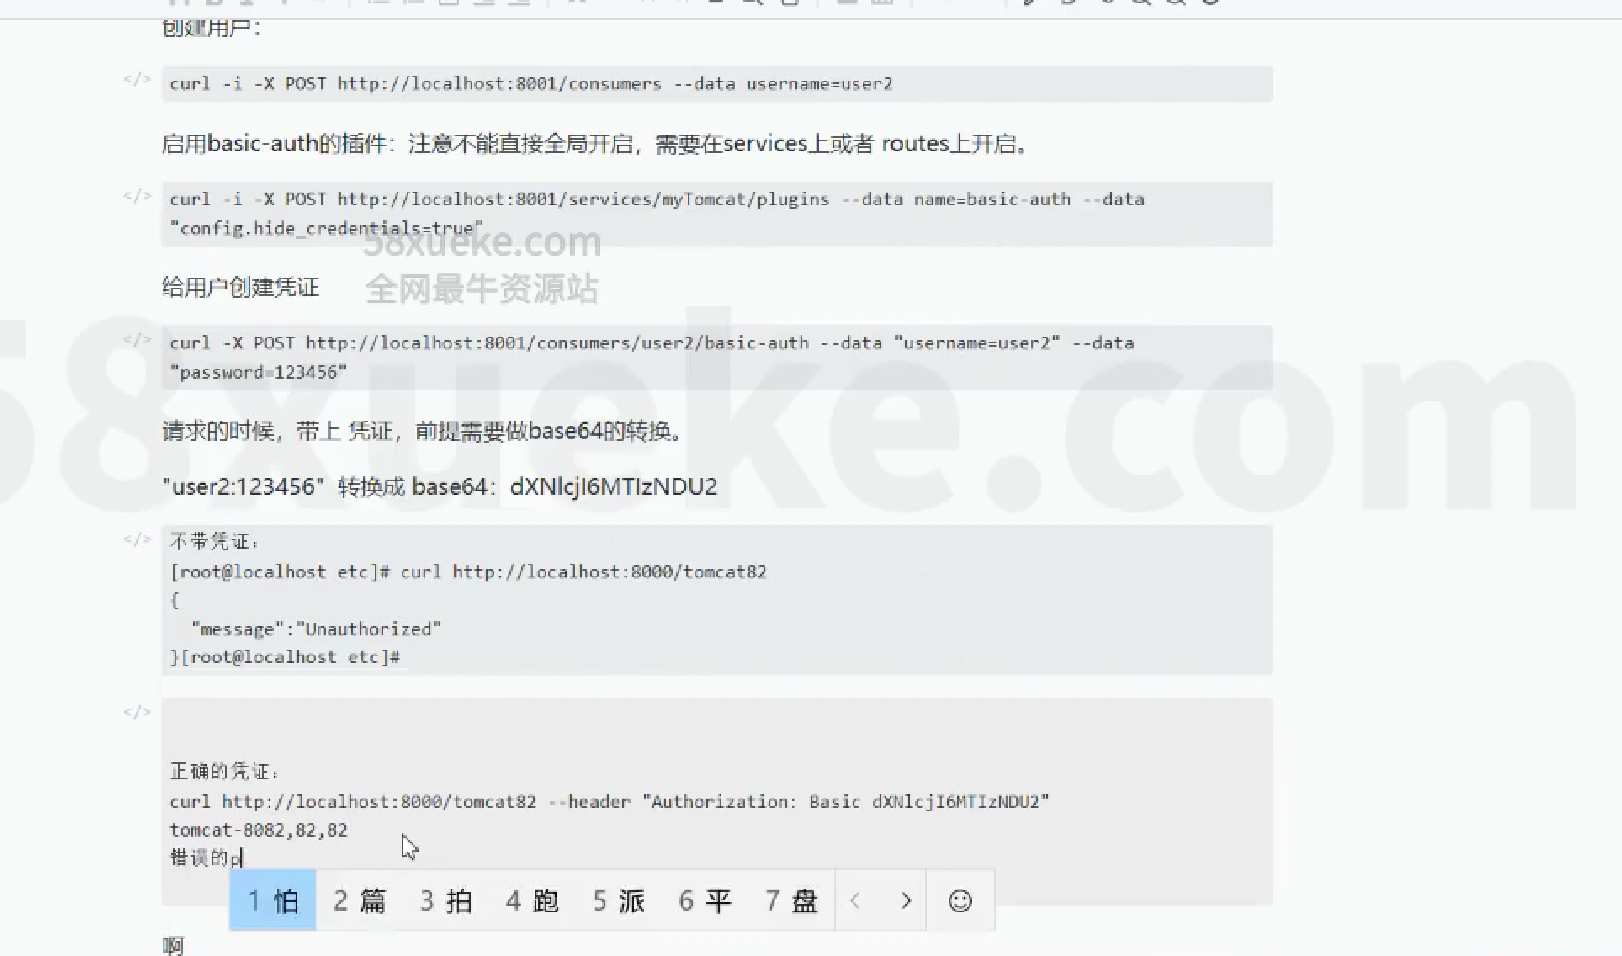 创建用户：
</> curl -i -X POST http://localhost:8001/consumers --data username=user2
启用basic-auth的插件：注意不能直接全局开启，需要在services上或者 routes上开启。
</> curl -i -X POST http://localhost:8001/services/myTomcat/plugins --data name=basic-auth --data
"config.hide_credentials=true"
58xueke.com
全网最牛资源站
给用户创建凭证
</> curl -X POST http://localhost:8001/consumers/user2/basic-auth --data "username=user2" --data
"password=123456"
58xueke.com
请求的时候，带上 凭证，前提需要做base64的转换。
"user2:123456" 转换成 base64：dXNlcjI6MTIzNDU2
</> 不带凭证：
[root@localhost etc]# curl http://localhost:8000/tomcat82
{
"message":"Unauthorized"
}[root@localhost etc]#
</>
正确的凭证：
curl http://localhost:8000/tomcat82 --header "Authorization: Basic dXNlcjI6MTIzNDU2"
tomcat-8082,82,82
错误的p
1 怕 2 篇 3 拍 4 跑 5 派 6 平 7 盘
啊